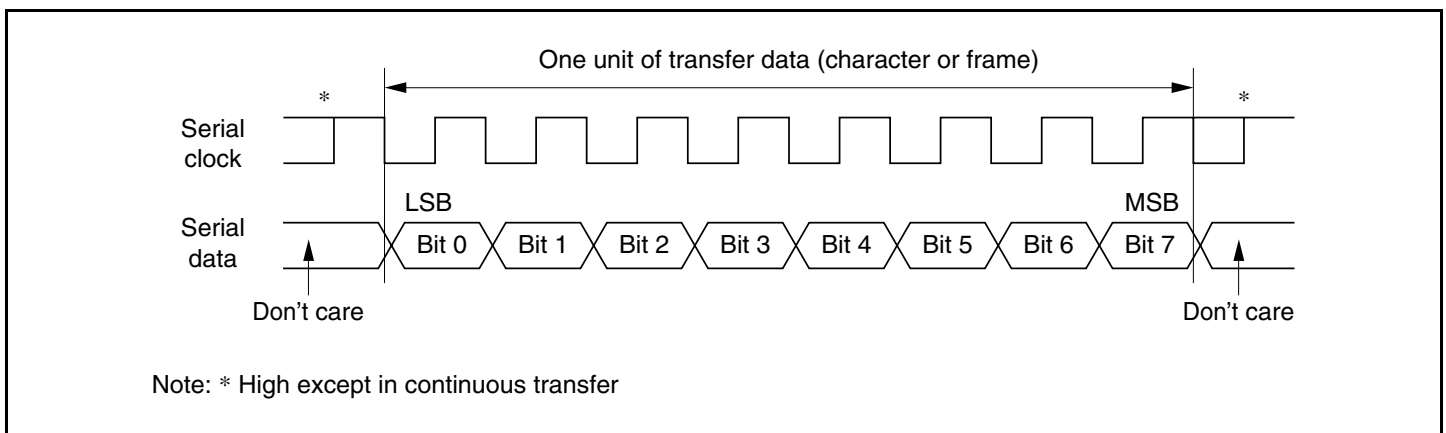 One unit of transfer data (character or frame)
* *
Serial
clock
LSB MSB
Serial
data
Bit 0 Bit 1 Bit 2 Bit 3 Bit 4 Bit 5 Bit 6 Bit 7
Don't care Don't care
Note: * High except in continuous transfer